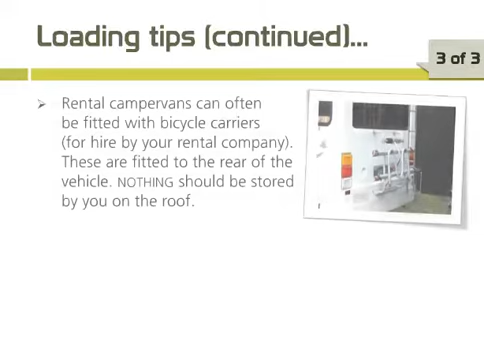 Loading tips (continued)...
3 of 3
➢ Rental campervans can often
be fitted with bicycle carriers
(for hire by your rental company).
These are fitted to the rear of the
vehicle. NOTHING should be stored
by you on the roof.